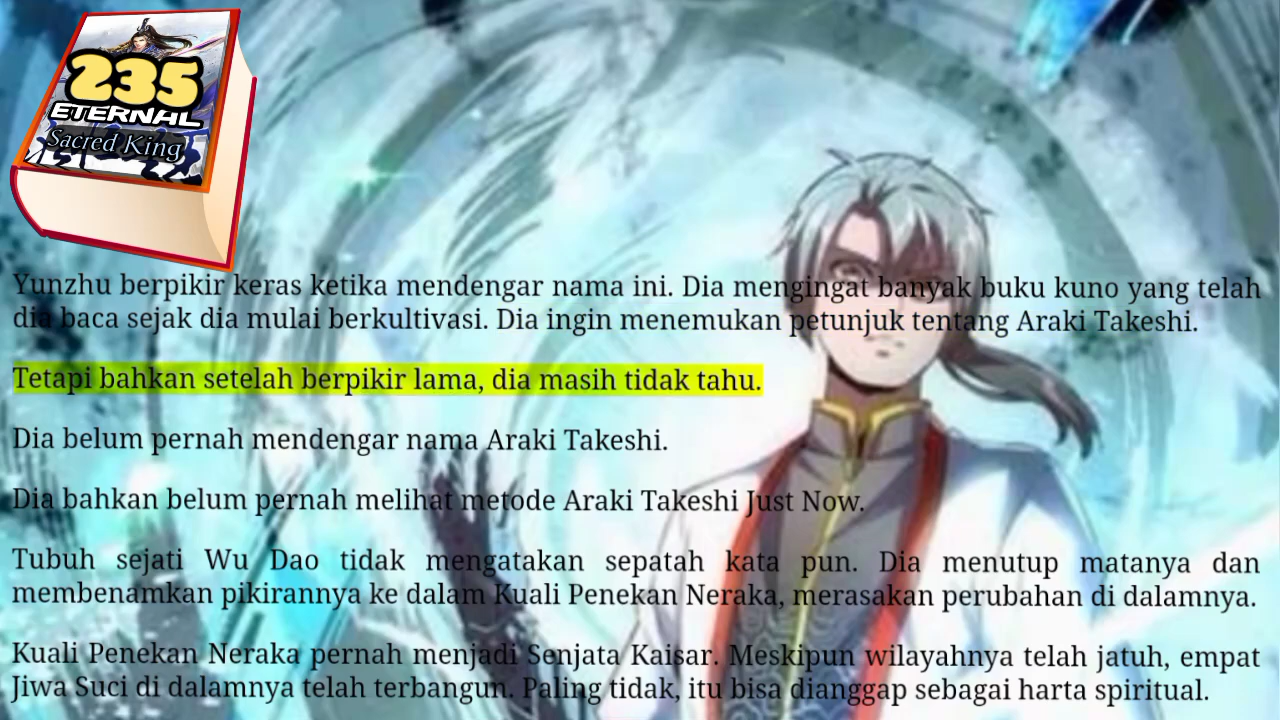 235
ETERNAL
Sacred King
Yunzhu berpikir keras ketika mendengar nama ini. Dia mengingat banyak buku kuno yang telah
dia baca sejak dia mulai berkultivasi. Dia ingin menemukan petunjuk tentang Araki Takeshi.
Tetapi bahkan setelah berpikir lama, dia masih tidak tahu.
Dia belum pernah mendengar nama Araki Takeshi.
Dia bahkan belum pernah melihat metode Araki Takeshi Just Now.
Tubuh sejati Wu Dao tidak mengatakan sepatah kata pun. Dia menutup matanya dan
membenamkan pikirannya ke dalam Kuali Penekan Neraka, merasakan perubahan di dalamnya.
Kuali Penekan Neraka pernah menjadi Senjata Kaisar. Meskipun wilayahnya telah jatuh, empat
Jiwa Suci di dalamnya telah terbangun. Paling tidak, itu bisa dianggap sebagai harta spiritual.